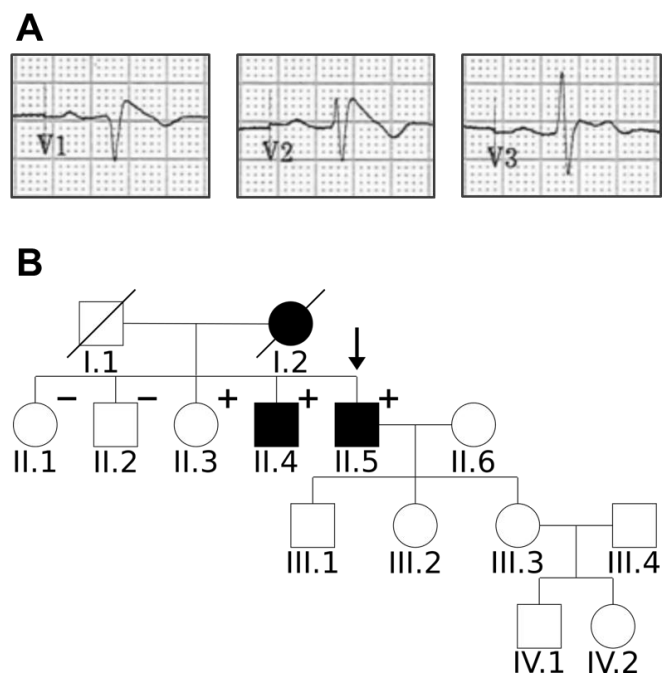 A
V1 V2 V3
B
I.1 I.2
− − + + +
II.1 II.2 II.3 II.4 II.5 II.6
III.1 III.2 III.3 III.4
IV.1 IV.2